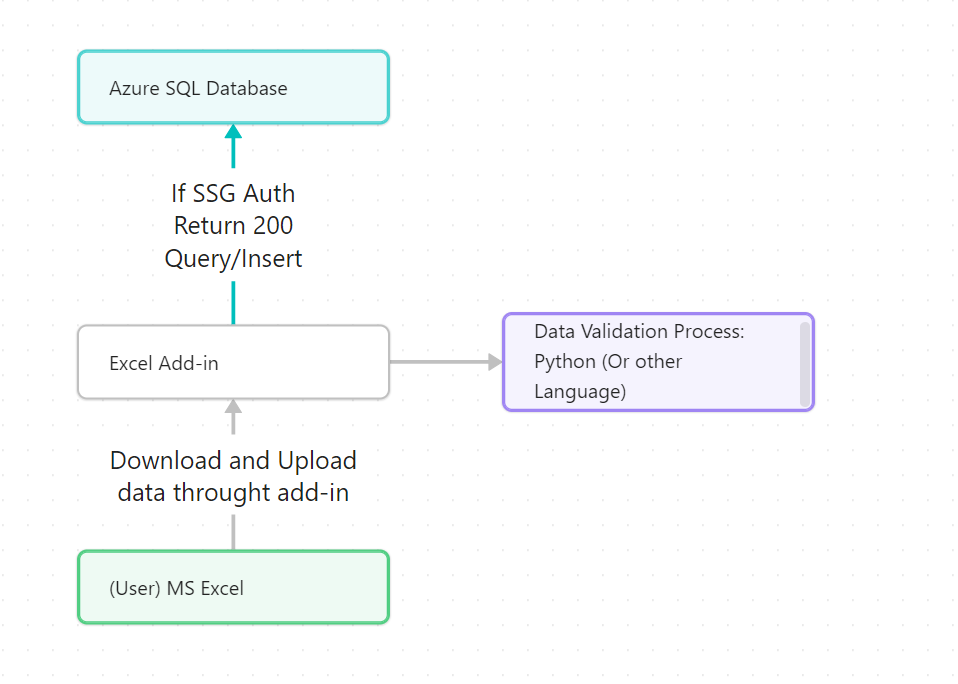 Azure SQL Database
If SSG Auth
Return 200
Query/Insert
Excel Add-in
Data Validation Process:
Python (Or other
Language)
Download and Upload
data throught add-in
(User) MS Excel